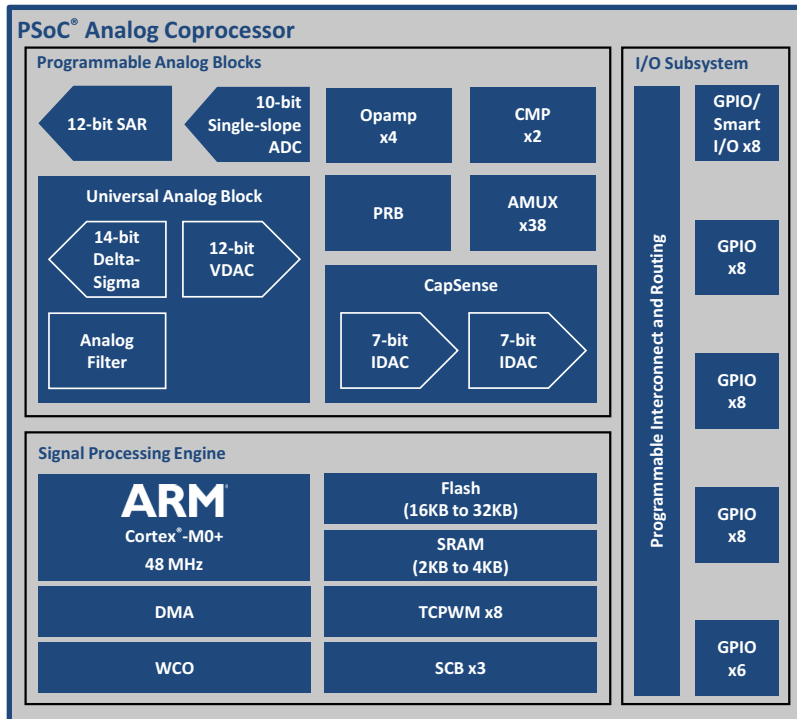 PSoC® Analog Coprocessor
Programmable Analog Blocks
12-bit SAR
10-bit
Single-slope
ADC
Opamp
x4
CMP
x2
Universal Analog Block
14-bit
Delta-
Sigma
12-bit
VDAC
Analog
Filter
PRB
AMUX
x38
CapSense
7-bit
IDAC
7-bit
IDAC
Signal Processing Engine
ARM®
Cortex®-M0+
48 MHz
DMA
WCO
Flash
(16KB to 32KB)
SRAM
(2KB to 4KB)
TCPWM x8
SCB x3
I/O Subsystem
Programmable Interconnect and Routing
GPIO/
Smart
I/O x8
GPIO
x8
GPIO
x8
GPIO
x8
GPIO
x6